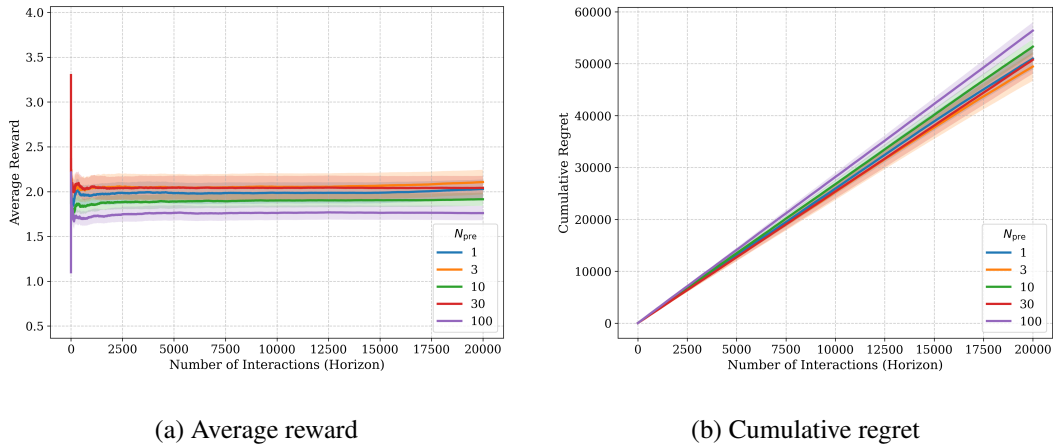 4.0
3.5
3.0
2.5
2.0
1.5
1.0
0.5
Average Reward
0 2500 5000 7500 10000 12500 15000 17500 20000
Number of Interactions (Horizon)
N_pre
1
3
10
30
100
(a) Average reward
60000
50000
40000
30000
20000
10000
0
Cumulative Regret
0 2500 5000 7500 10000 12500 15000 17500 20000
Number of Interactions (Horizon)
N_pre
1
3
10
30
100
(b) Cumulative regret